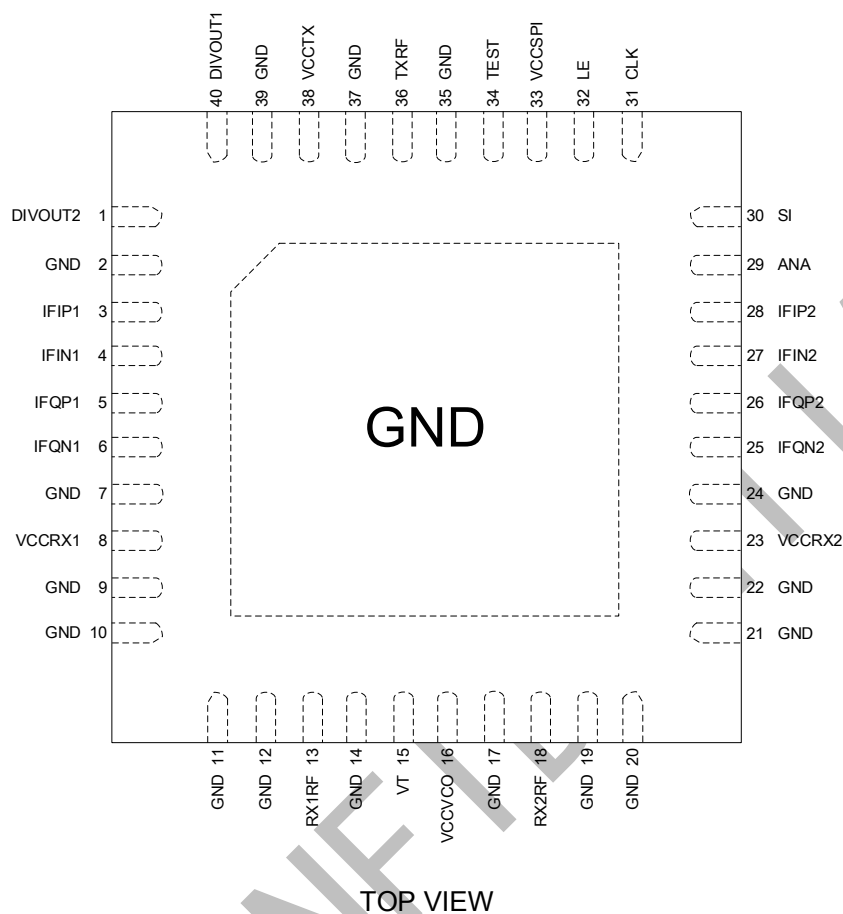 40 DIVOUT1
39 GND
38 VCCTX
37 GND
36 TXRF
35 GND
34 TEST
33 VCCSPI
32 LE
31 CLK
DIVOUT2 1
GND 2
IFIP1 3
IFIN1 4
IFQP1 5
IFQN1 6
GND 7
VCCRX1 8
GND 9
GND 10
GND
30 SI
29 ANA
28 IFIP2
27 IFIN2
26 IFQP2
25 IFQN2
24 GND
23 VCCRX2
22 GND
21 GND
GND 11
GND 12
RX1RF 13
GND 14
VT 15
VCCVCO 16
GND 17
RX2RF 18
GND 19
GND 20
TOP VIEW